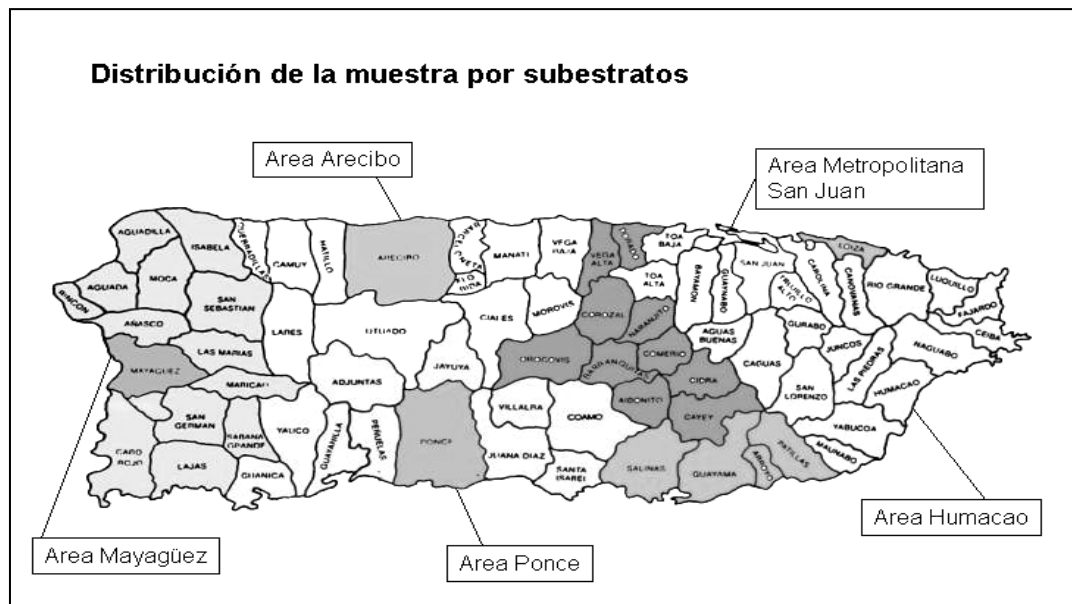 Distribución de la muestra por subestratos
Area Arecibo
Area Metropolitana
San Juan
AGUADILLA
ISABELA
CAMUY
HATILLO
ARECIBO
MANATI
VEGA
VEGA
ALTA
DORADO
TOA
BAJA
TOA
ALTA
BAYAMON
GUAYNABO
SAN JUAN
TRUJILLO
ALTO
CAROLINA
LOIZA
CANOVANAS
RIO GRANDE
LUQUILLO
FAJARDO
CEIBA
MOCA
AGUADA
RINCON
AÑASCO
SAN
SEBASTIAN
LARES
UTUADO
CIALES
MOROVIS
COROZAL
NARANJITO
AGUAS
BUENAS
GURABO
JUNCOS
LAS PIEDRAS
NAGUABO
HUMACAO
LAS MARIAS
MAYAGUEZ
MARICAO
ADJUNTAS
JAYUYA
OROCOVIS
COMERIO
CIDRA
CAGUAS
SAN
LORENZO
YABUCOA
MAUNABO
SAN
GERMAN
SABANA
GRANDE
YAUCO
GUAYANILLA
PEÑUELAS
PONCE
VILLALBA
COAMO
AIBONITO
CAYEY
PATILLAS
CABO
ROJO
LAJAS
GUANICA
JUANA DIAZ
SANTA
ISABEL
SALINAS
GUAYAMA
ARROYO
Area Mayagüez
Area Ponce
Area Humacao